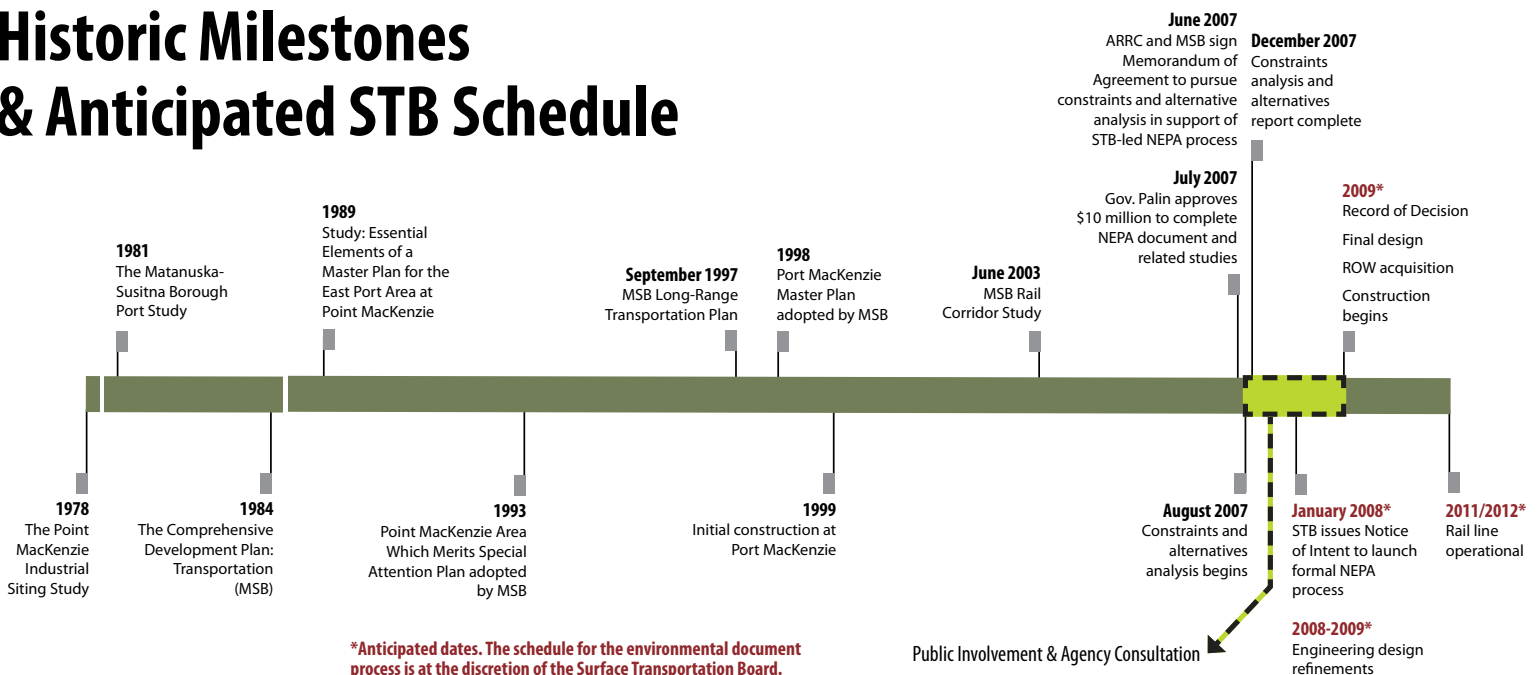 Historic Milestones
& Anticipated STB Schedule
1978
The Point
MacKenzie
Industrial
Siting Study
1981
The Matanuska-
Susitna Borough
Port Study
1984
The Comprehensive
Development Plan:
Transportation
(MSB)
1989
Study: Essential
Elements of a
Master Plan for the
East Port Area at
Point MacKenzie
1993
Point MacKenzie Area
Which Merits Special
Attention Plan adopted
by MSB
September 1997
MSB Long-Range
Transportation Plan
1998
Port MacKenzie
Master Plan
adopted by MSB
1999
Initial construction at
Port MacKenzie
June 2003
MSB Rail
Corridor Study
June 2007
ARRC and MSB sign
Memorandum of
Agreement to pursue
constraints and alternative
analysis in support of
STB-led NEPA process
July 2007
Gov. Palin approves
$10 million to complete
NEPA document and
related studies
August 2007
Constraints and
alternatives
analysis begins
December 2007
Constraints
analysis and
alternatives
report complete
January 2008*
STB issues Notice
of Intent to launch
formal NEPA
process
2008-2009*
Engineering design
refinements
2009*
Record of Decision
Final design
ROW acquisition
Construction
begins
2011/2012*
Rail line
operational
Public Involvement & Agency Consultation
*Anticipated dates. The schedule for the environmental document
process is at the discretion of the Surface Transportation Board.